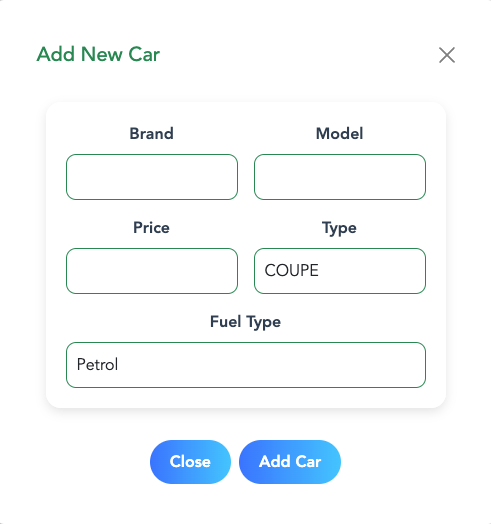 Add New Car
Brand
Model
Price
Type
COUPE
Fuel Type
Petrol
Close
Add Car